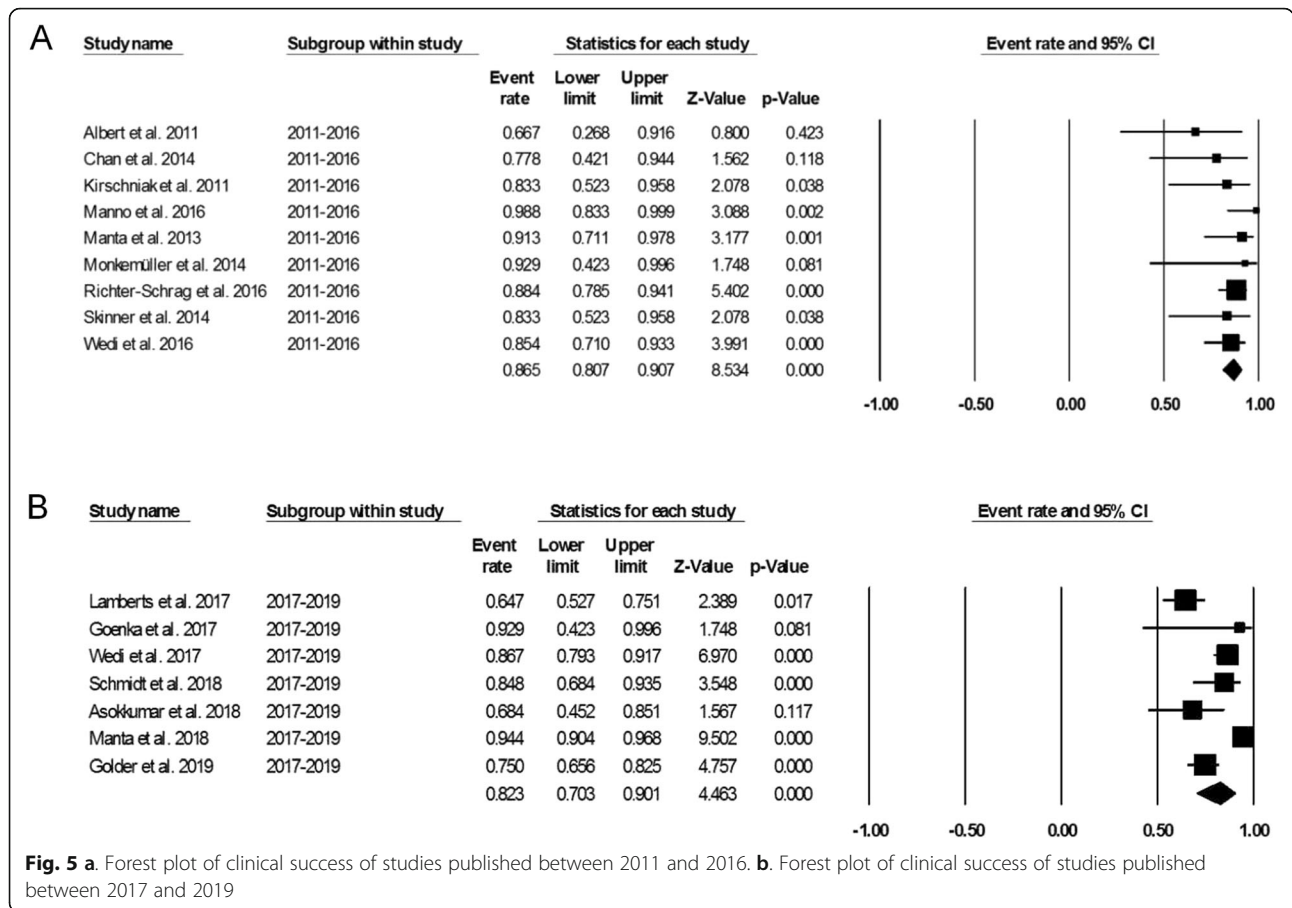 A
Study name Subgroup within study Statistics for each study Event rate and 95% CI
Event rate Lower limit Upper limit Z-Value p-Value
Albert et al. 2011 2011-2016 0.667 0.268 0.916 0.800 0.423
Chan et al. 2014 2011-2016 0.778 0.421 0.944 1.562 0.118
Kirschniak et al. 2011 2011-2016 0.833 0.523 0.958 2.078 0.038
Manno et al. 2016 2011-2016 0.988 0.833 0.999 3.088 0.002
Manta et al. 2013 2011-2016 0.913 0.711 0.978 3.177 0.001
Monkemüller et al. 2014 2011-2016 0.929 0.423 0.996 1.748 0.081
Richter-Schrag et al. 2016 2011-2016 0.884 0.785 0.941 5.402 0.000
Skinner et al. 2014 2011-2016 0.833 0.523 0.958 2.078 0.038
Wedi et al. 2016 2011-2016 0.854 0.710 0.933 3.991 0.000
0.865 0.807 0.907 8.534 0.000
-1.00 -0.50 0.00 0.50 1.00
B
Study name Subgroup within study Statistics for each study Event rate and 95% CI
Event rate Lower limit Upper limit Z-Value p-Value
Lamberts et al. 2017 2017-2019 0.647 0.527 0.751 2.389 0.017
Goenka et al. 2017 2017-2019 0.929 0.423 0.996 1.748 0.081
Wedi et al. 2017 2017-2019 0.867 0.793 0.917 6.970 0.000
Schmidt et al. 2018 2017-2019 0.848 0.684 0.935 3.548 0.000
Asokkumar et al. 2018 2017-2019 0.684 0.452 0.851 1.567 0.117
Manta et al. 2018 2017-2019 0.944 0.904 0.968 9.502 0.000
Golder et al. 2019 2017-2019 0.750 0.656 0.825 4.757 0.000
0.823 0.703 0.901 4.463 0.000
-1.00 -0.50 0.00 0.50 1.00
Fig. 5 a. Forest plot of clinical success of studies published between 2011 and 2016. b. Forest plot of clinical success of studies published
between 2017 and 2019